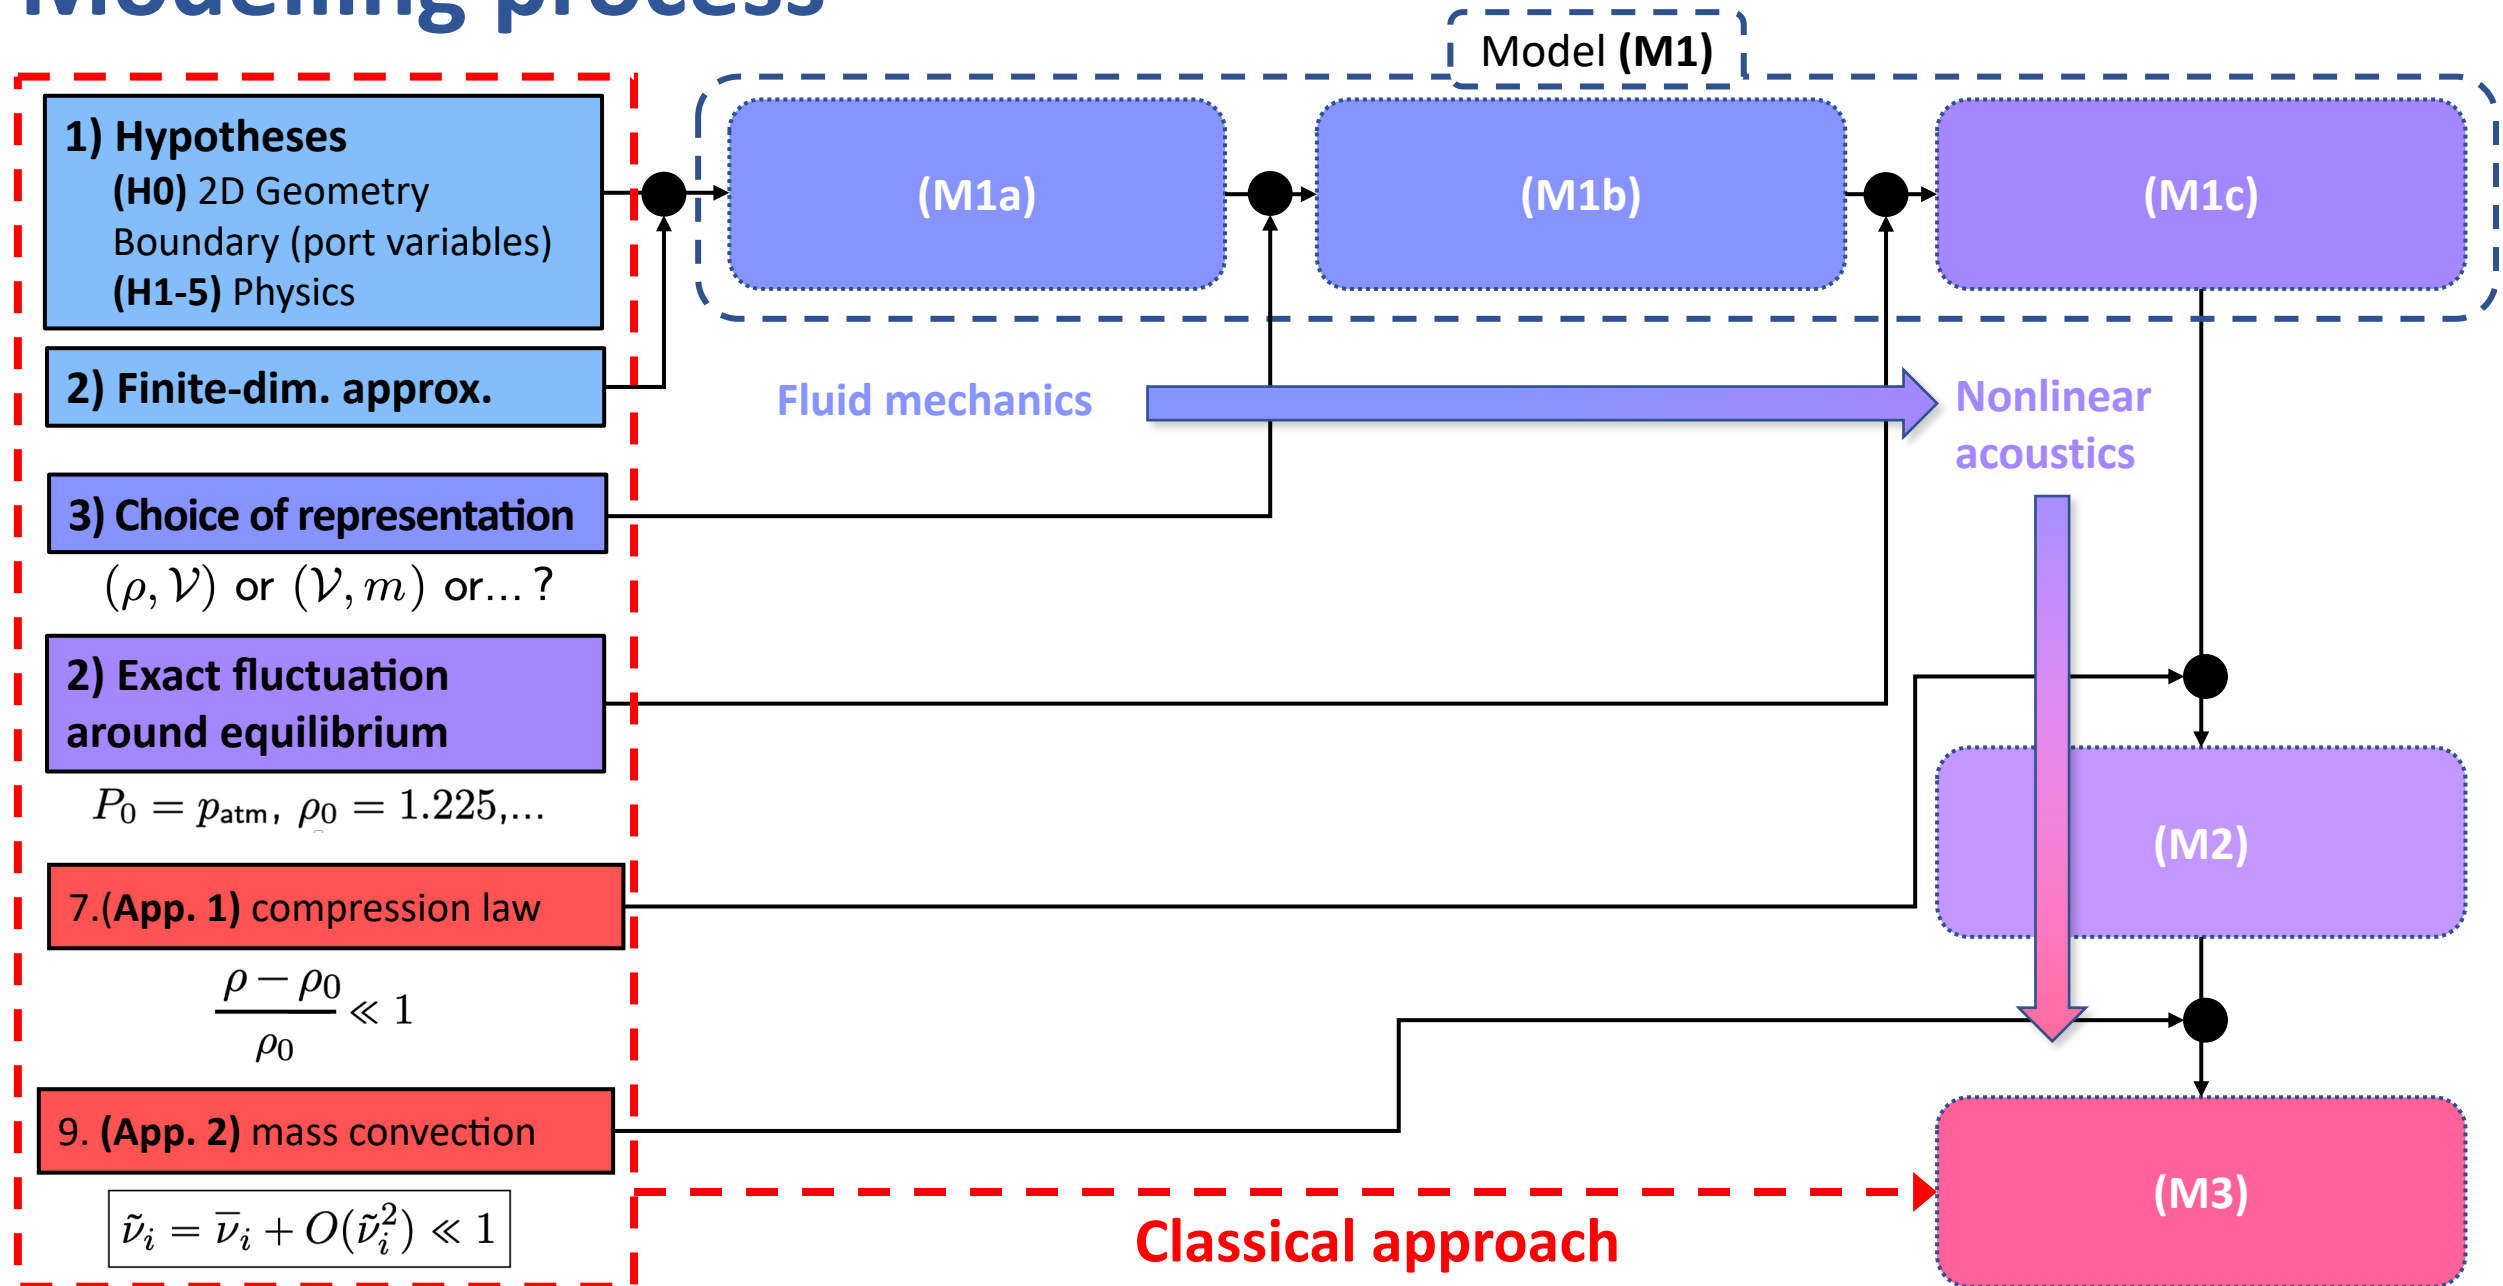 Modelling process
Model (M1)
1) Hypotheses
(H0) 2D Geometry
Boundary (port variables)
(H1-5) Physics
(M1a)
(M1b)
(M1c)
2) Finite-dim. approx.
Fluid mechanics
Nonlinear
acoustics
3) Choice of representation
(ρ, 𝒱) or (𝒱, m) or... ?
2) Exact fluctuation
around equilibrium
P₀ = p_atm, ρ₀ = 1.225,...
(M2)
7.(App. 1) compression law
(ρ − ρ₀)/ρ₀ ≪ 1
9. (App. 2) mass convection
ν̃ᵢ = ν̅ᵢ + O(ν̃ᵢ²) ≪ 1
(M3)
Classical approach